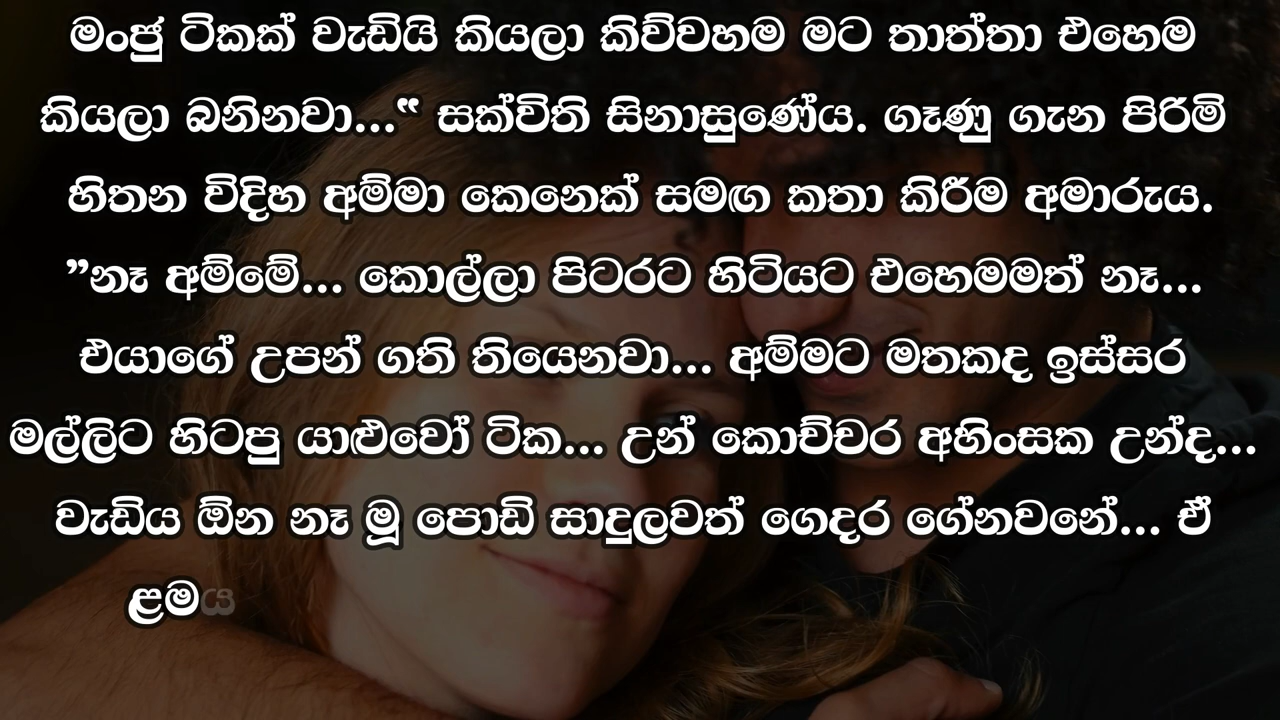 මංජු ටිකක් වැඩියි කියලා කිව්වහම මට තාත්තා එහෙම
කියලා බනිනවා...“ සක්විති සිනාසුණේය. ගෑණු ගැන පිරිමි
හිතන විදිහ අම්මා කෙනෙක් සමඟ කතා කිරීම අමාරුය.
”නෑ අම්මේ... කොල්ලා පිටරට හිටියට එහෙමමත් නෑ...
එයාගේ උපන් ගති තියෙනවා... අම්මට මතකද ඉස්සර
මල්ලිට හිටපු යාළුවෝ ටික... උන් කොච්චර අහිංසක උන්ද...
වැඩිය ඕන නෑ මූ පොඩි සාදුලවත් ගෙදර ගේනවනේ... ඒ
ළමය